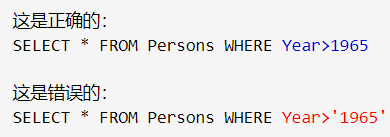 这是正确的：
SELECT * FROM Persons WHERE Year>1965
这是错误的：
SELECT * FROM Persons WHERE Year>'1965'